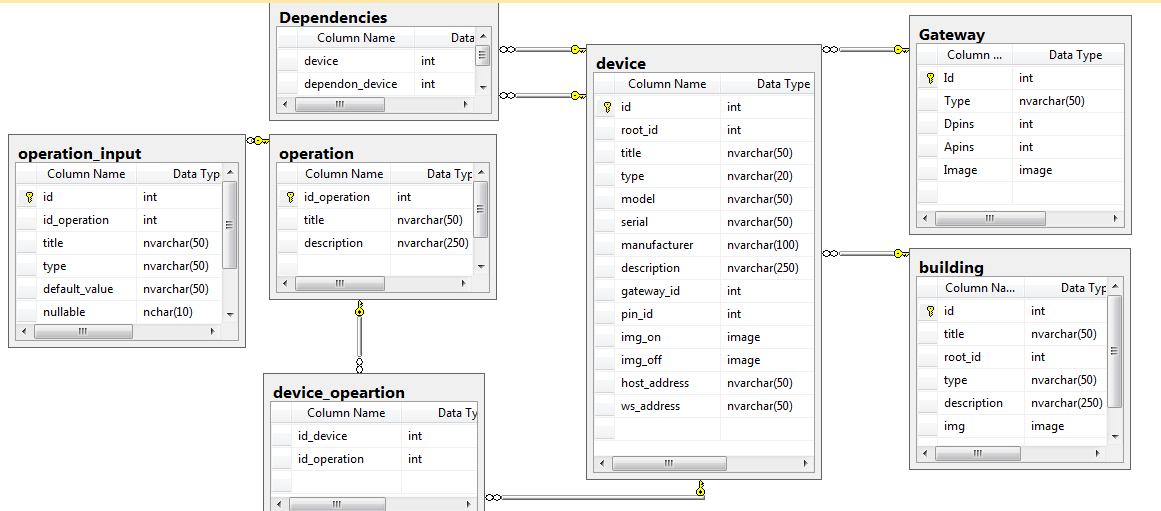 Dependencies
Column Name Data
device int
dependon_device int
operation_input
Column Name Data Typ
id int
id_operation int
title nvarchar(50)
type nvarchar(50)
default_value nvarchar(50)
nullable nchar(10)
operation
Column Name Data Typ
id_operation int
title nvarchar(50)
description nvarchar(250)
device_opeartion
Column Name Data Ty
id_device int
id_operation int
device
Column Name Data Type
id int
root_id int
title nvarchar(50)
type nvarchar(20)
model nvarchar(50)
serial nvarchar(50)
manufacturer nvarchar(100)
description nvarchar(250)
gateway_id int
pin_id int
img_on image
img_off image
host_address nvarchar(50)
ws_address nvarchar(50)
Gateway
Column ... Data Type
Id int
Type nvarchar(50)
Dpins int
Apins int
Image image
building
Column Na... Data Typ
id int
title nvarchar(50)
root_id int
type nvarchar(50)
description nvarchar(250)
img image